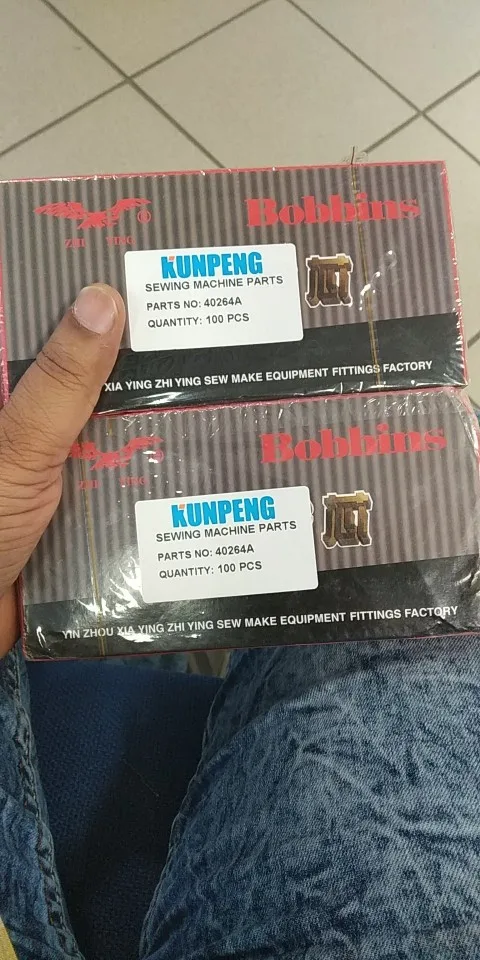 Bobbins
®
ZHI YING
KUNPENG
SEWING MACHINE PARTS
PARTS NO: 40264A
QUANTITY: 100 PCS
XIA YING ZHI YING SEW MAKE EQUIPMENT FITTINGS FACTORY
Bobbins
ZHI YING
KUNPENG
SEWING MACHINE PARTS
PARTS NO: 40264A
QUANTITY: 100 PCS
YIN ZHOU XIA YING ZHI YING SEW MAKE EQUIPMENT FITTINGS FACTORY